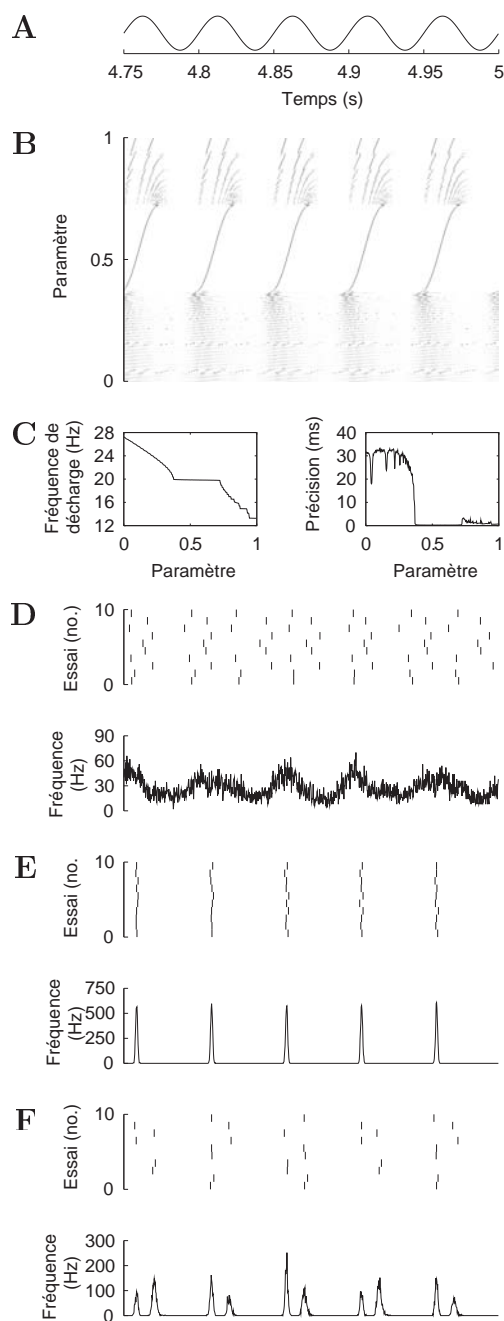 A
4.75 4.8 4.85 4.9 4.95 5
Temps (s)
B
1
0.5
0
Paramètre
C
28
24
20
16
12
Fréquence de
décharge (Hz)
0 0.5 1
Paramètre
40
30
20
10
0
Précision (ms)
0 0.5 1
Paramètre
D
10
0
Essai (no.)
90
60
30
0
Fréquence
(Hz)
E
10
0
Essai (no.
750
500
250
0
Fréquence
(Hz)
F
10
0
Essai (no.)
300
200
100
0
Fréquence
(Hz)